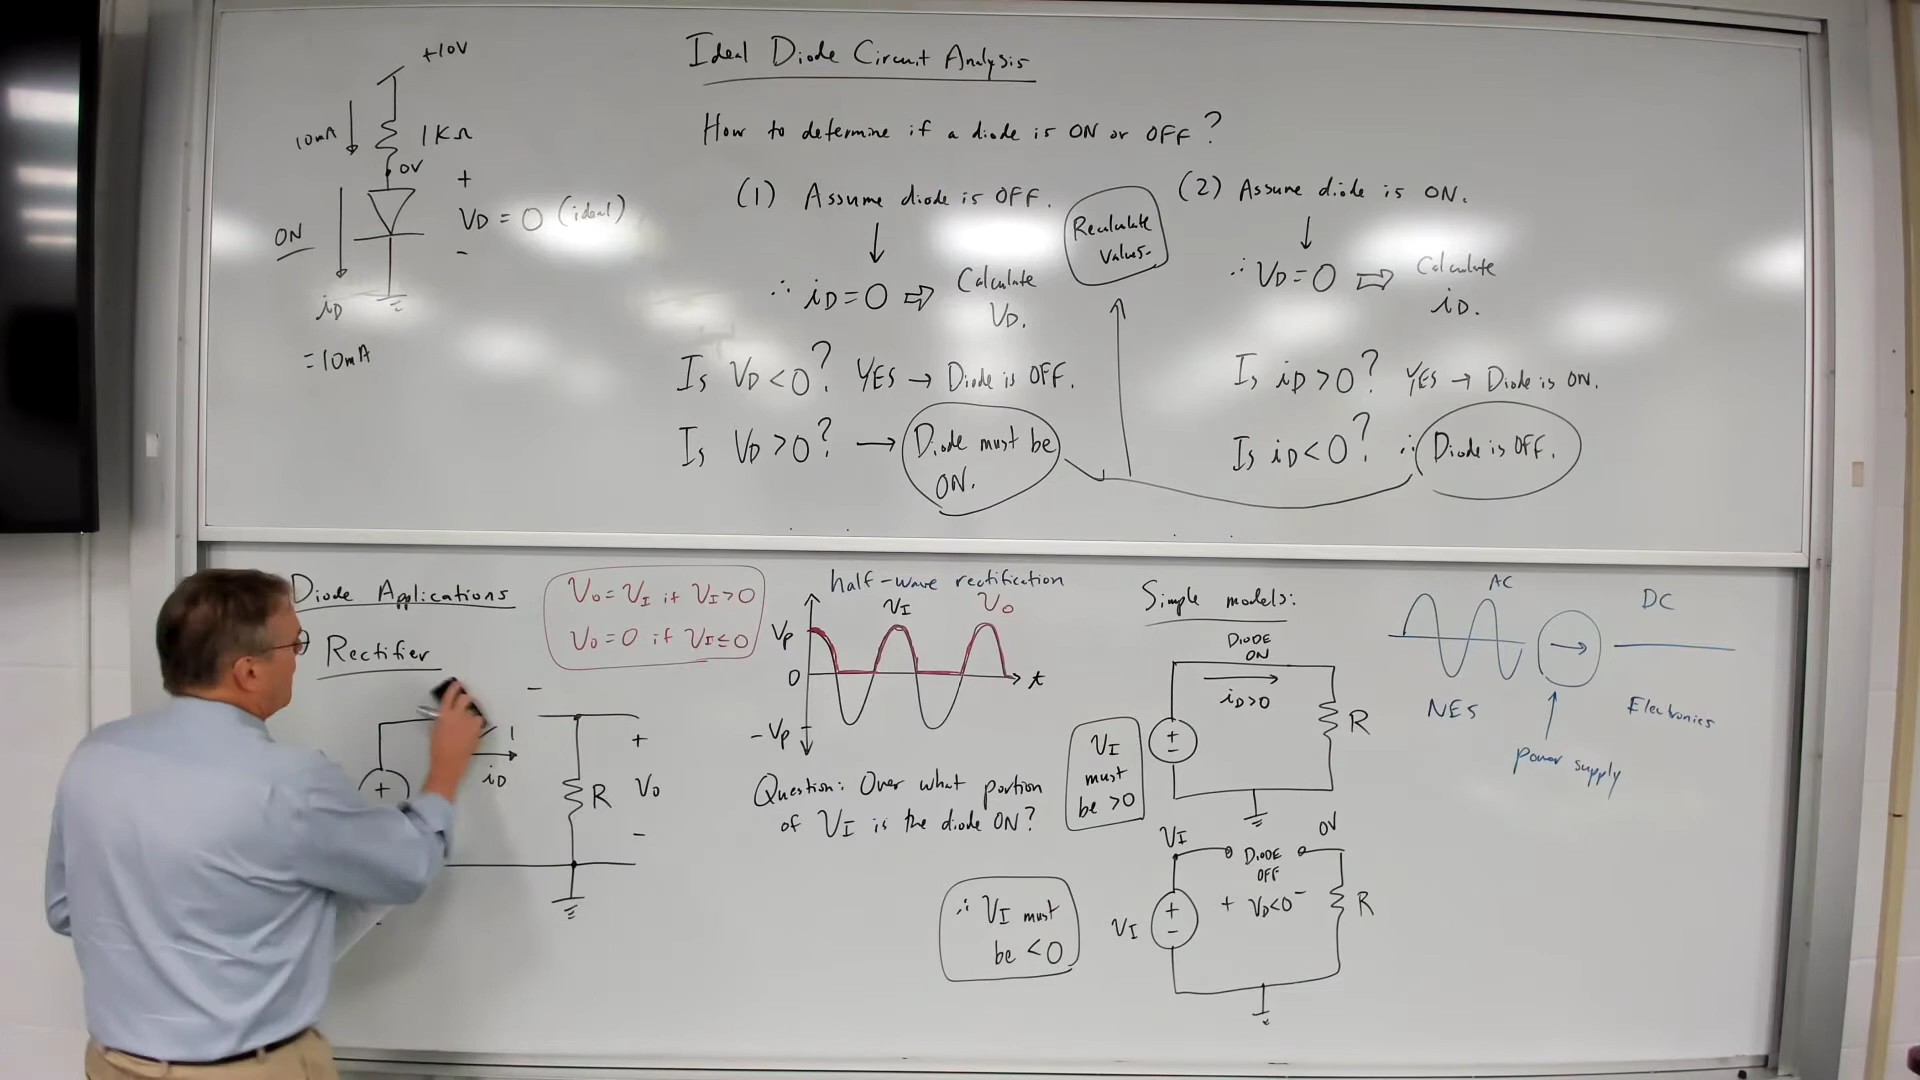 Ideal Diode Circuit Analysis
How to determine if a diode is ON or OFF?
+10V
10mA
1KΩ
0V
+
VD = 0 (ideal)
-
ON
iD
= 10mA
(1) Assume diode is OFF.
∴ iD = 0 ⇨ Calculate
VD.
Is VD < 0? YES → Diode is OFF.
Is VD > 0? → Diode must be
ON.
Recalculate
Values.
(2) Assume diode is ON.
∴ VD = 0 ⇨ Calculate
iD.
Is iD > 0? YES → Diode is ON.
Is iD < 0? ∴ Diode is OFF.
Diode Applications
Rectifier
Vo = VI if VI > 0
Vo = 0 if VI ≤ 0
-
+
iD
R
+
Vo
-
half-wave rectification
VI
Vo
Vp
0
t
-Vp
Question: Over what portion
of VI is the diode ON?
Simple models:
DIODE
ON
iD>0
+
-
R
VI
must
be >0
VI
DIODE
OFF
0V
+ VD<0 -
VI
+
-
R
∴ VI must
be <0
AC
DC
NES
Electronics
power supply